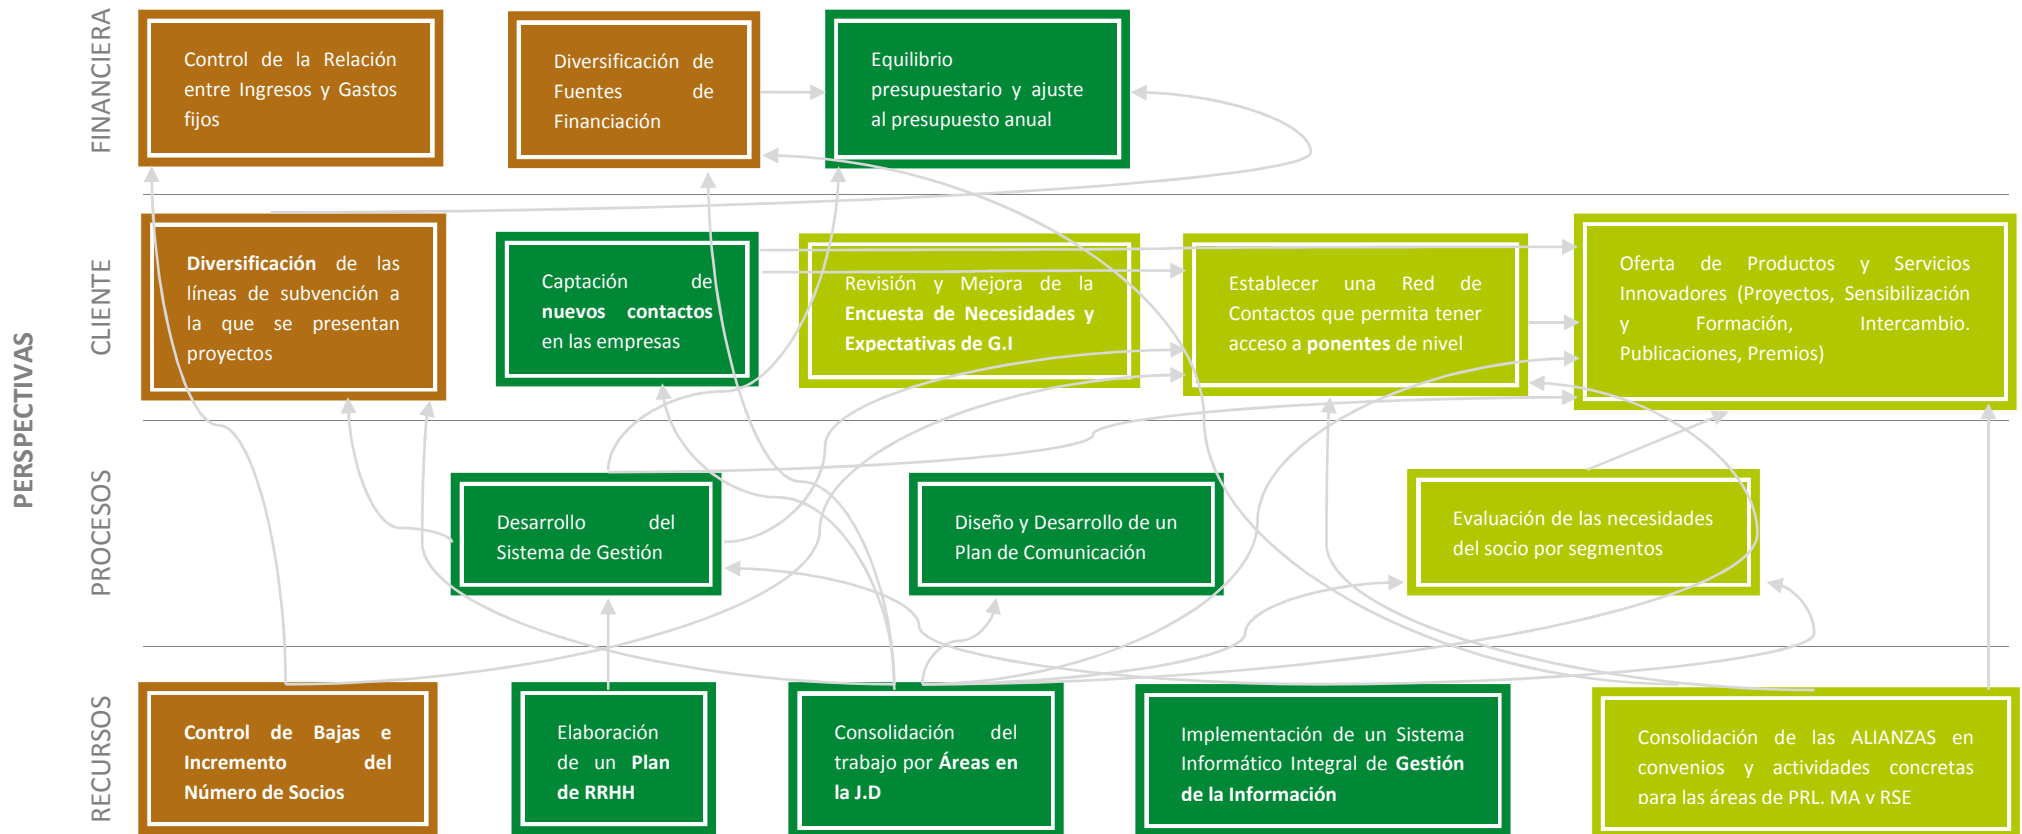 PERSPECTIVAS
FINANCIERA
Control de la Relación
entre Ingresos y Gastos
fijos
Diversificación de
Fuentes de
Financiación
Equilibrio
presupuestario y ajuste
al presupuesto anual
CLIENTE
Diversificación de las
líneas de subvención a
la que se presentan
proyectos
Captación de
nuevos contactos
en las empresas
Revisión y Mejora de la
Encuesta de Necesidades y
Expectativas de G.I
Establecer una Red de
Contactos que permita tener
acceso a ponentes de nivel
Oferta de Productos y Servicios
Innovadores (Proyectos, Sensibilización
y Formación, Intercambio.
Publicaciones, Premios)
PROCESOS
Desarrollo del
Sistema de Gestión
Diseño y Desarrollo de un
Plan de Comunicación
Evaluación de las necesidades
del socio por segmentos
RECURSOS
Control de Bajas e
Incremento del
Número de Socios
Elaboración
de un Plan
de RRHH
Consolidación del
trabajo por Áreas en
la J.D
Implementación de un Sistema
Informático Integral de Gestión
de la Información
Consolidación de las ALIANZAS en
convenios y actividades concretas
para las áreas de PRL. MA y RSE